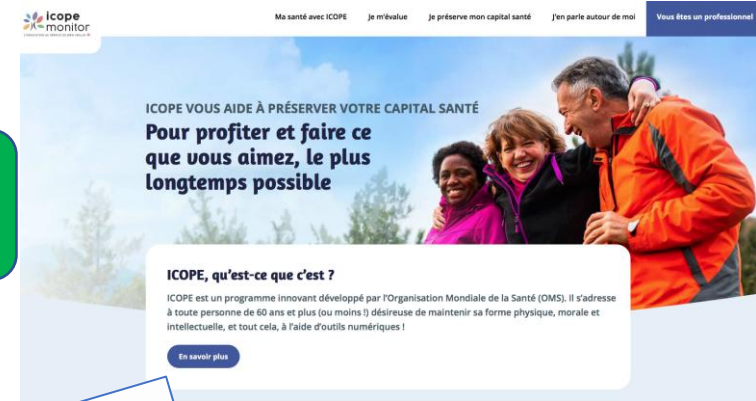 icope
monitor
Ma santé avec ICOPE
Je m'évalue
Je préserve mon capital santé
J'en parle autour de moi
Vous êtes un professionnel
ICOPE VOUS AIDE À PRÉSERVER VOTRE CAPITAL SANTÉ
Pour profiter et faire ce
que vous aimez, le plus
longtemps possible
ICOPE, qu'est-ce que c'est ?
ICOPE est un programme innovant développé par l'Organisation Mondiale de la Santé (OMS). Il s'adresse
à toute personne de 60 ans et plus (ou moins !) désireuse de maintenir sa forme physique, morale et
intellectuelle, et tout cela, à l'aide d'outils numériques !
En savoir plus